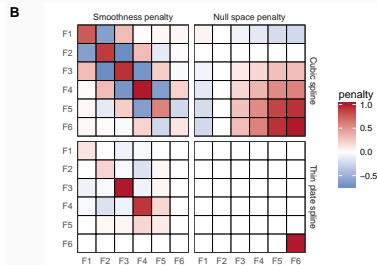 B
Smoothness penalty Null space penalty
F1
F2
F3
F4
F5
F6
Cubic spline
F1
F2
F3
F4
F5
F6
Thin plate spline
F1 F2 F3 F4 F5 F6 F1 F2 F3 F4 F5 F6
penalty
1.0
0.5
0.0
−0.5